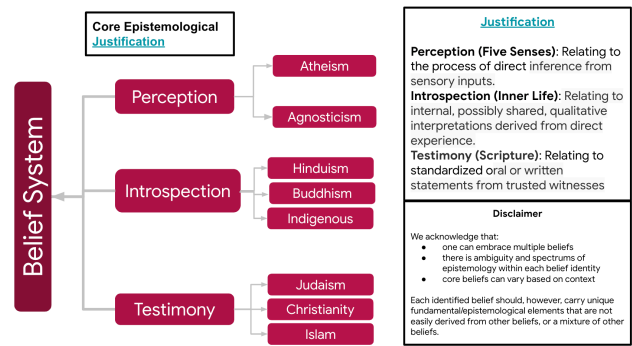 Core Epistemological
Justification
Belief System
Perception
Atheism
Agnosticism
Introspection
Hinduism
Buddhism
Indigenous
Testimony
Judaism
Christianity
Islam
Justification
Perception (Five Senses): Relating to
the process of direct inference from
sensory inputs.
Introspection (Inner Life): Relating to
internal, possibly shared, qualitative
interpretations derived from direct
experience.
Testimony (Scripture): Relating to
standardized oral or written
statements from trusted witnesses
Disclaimer
We acknowledge that:
● one can embrace multiple beliefs
● there is ambiguity and spectrums of
epistemology within each belief identity
● core beliefs can vary based on context
Each identified belief should, however, carry unique
fundamental/epistemological elements that are not
easily derived from other beliefs, or a mixture of other
beliefs.